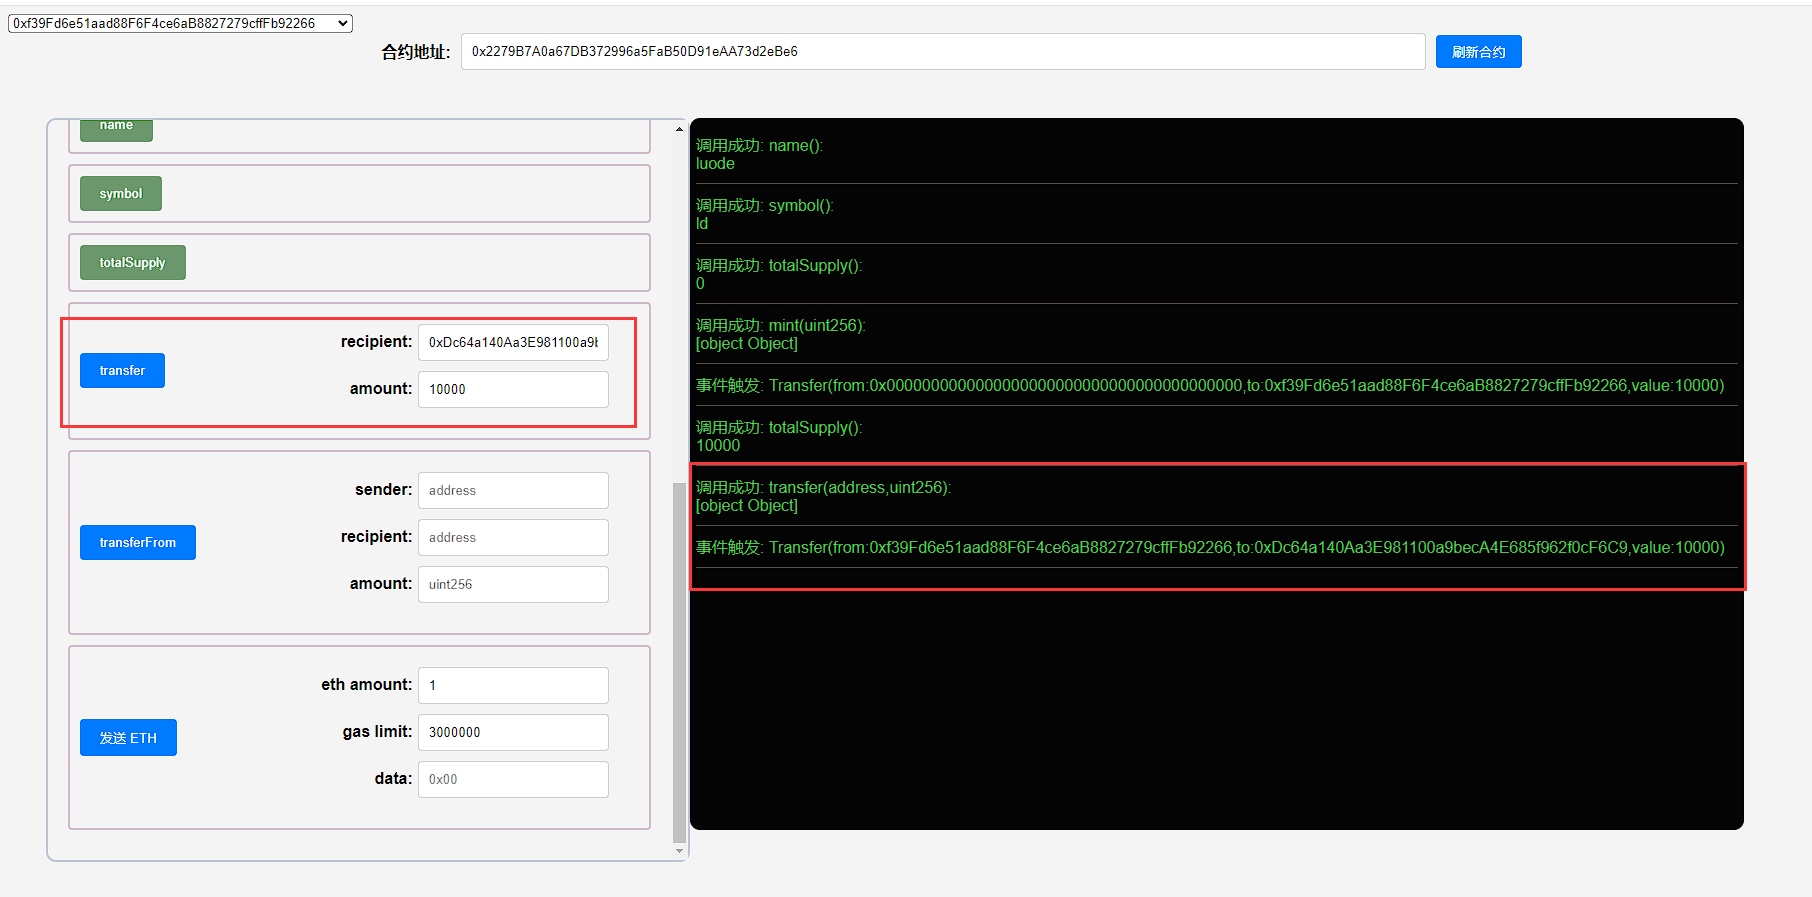 0xf39Fd6e51aad88F6F4ce6aB8827279cffFb92266
合约地址: 0x2279B7A0a67DB372996a5FaB50D91eAA73d2eBe6 刷新合约
name
symbol
totalSupply
recipient: 0xDc64a140Aa3E981100a9b
transfer
amount: 10000
sender: address
recipient: address
transferFrom
amount: uint256
eth amount: 1
gas limit: 3000000
发送 ETH
data: 0x00
调用成功: name():
luode
调用成功: symbol():
ld
调用成功: totalSupply():
0
调用成功: mint(uint256):
[object Object]
事件触发: Transfer(from:0x0000000000000000000000000000000000000000,to:0xf39Fd6e51aad88F6F4ce6aB8827279cffFb92266,value:10000)
调用成功: totalSupply():
10000
调用成功: transfer(address,uint256):
[object Object]
事件触发: Transfer(from:0xf39Fd6e51aad88F6F4ce6aB8827279cffFb92266,to:0xDc64a140Aa3E981100a9becA4E685f962f0cF6C9,value:10000)